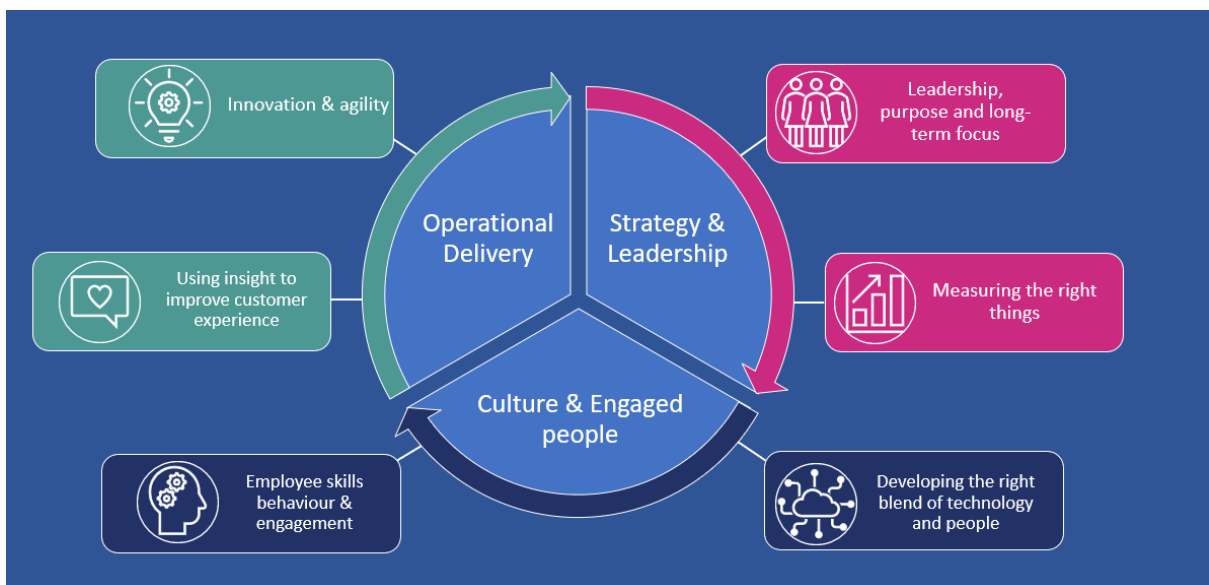 Innovation & agility
Leadership,
purpose and long-
term focus
Operational
Delivery
Strategy &
Leadership
Using insight to
improve customer
experience
Measuring the right
things
Culture & Engaged
people
Employee skills
behaviour &
engagement
Developing the right
blend of technology
and people